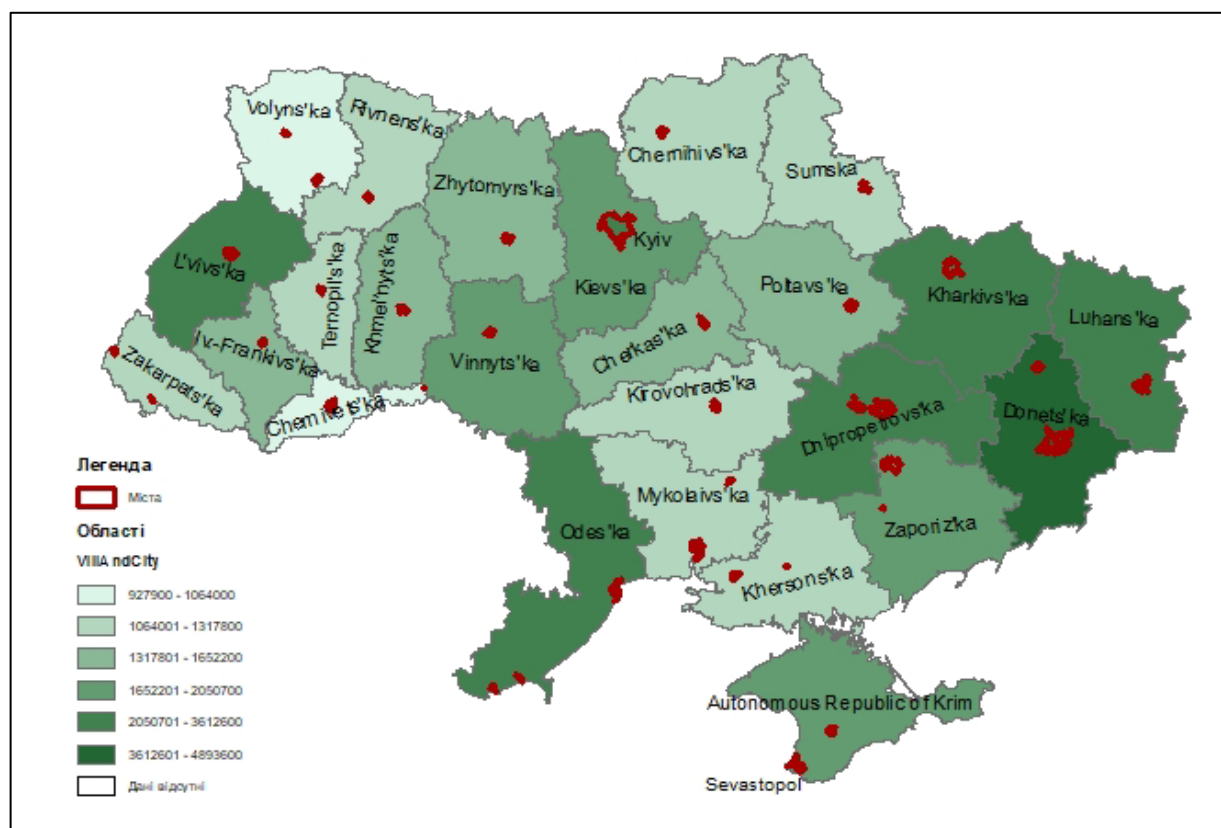 Volyns'ka
Rivnens'ka
Chernihivs'ka
Sumska
Zhytomyrs'ka
Kyiv
L'vivs'ka
Ternopil's'ka
Khmel'nyts'ka
Kievs'ka
Poltavs'ka
Kharkivs'ka
Luhans'ka
Iv.-Frankivs'ka
Vinnyts'ka
Cherkas'ka
Zakarpats'ka
Chernivets'ka
Kirovohrads'ka
Dnipropetrovs'ka
Donets'ka
Mykolaivs'ka
Odes'ka
Zaporiz'ka
Khersons'ka
Autonomous Republic of Krim
Sevastopol
Легенда
Міста
Області
VillAndCity
927900 - 1064000
1064001 - 1317800
1317801 - 1652200
1652201 - 2050700
2050701 - 3612600
3612601 - 4893600
Дані відсутні